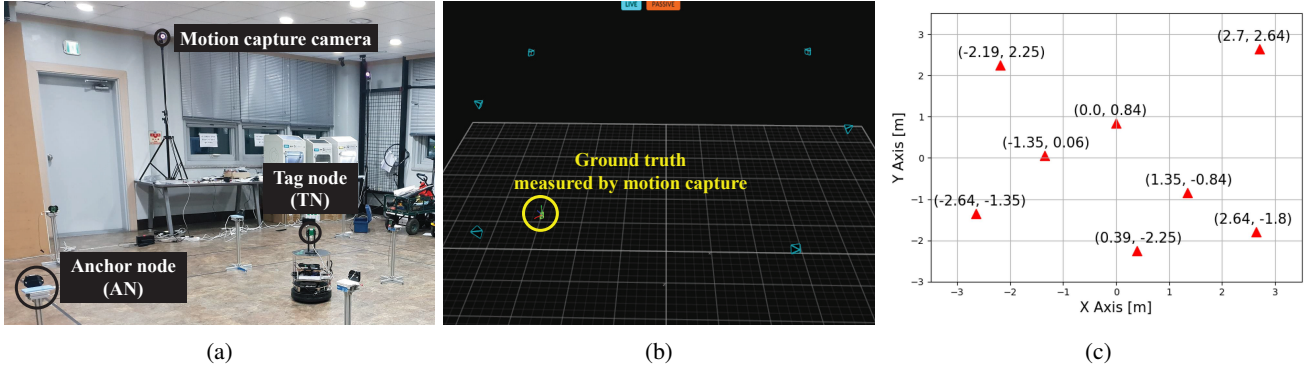 Motion capture camera
Tag node
(TN)
Anchor node
(AN)
(a)
LIVE PASSIVE
Ground truth
measured by motion capture
(b)
(2.7, 2.64)
(-2.19, 2.25)
(0.0, 0.84)
(-1.35, 0.06)
(1.35, -0.84)
(-2.64, -1.35)
(2.64, -1.8)
(0.39, -2.25)
3
2
1
0
−1
−2
−3
Y Axis [m]
−3 −2 −1 0 1 2 3
X Axis [m]
(c)